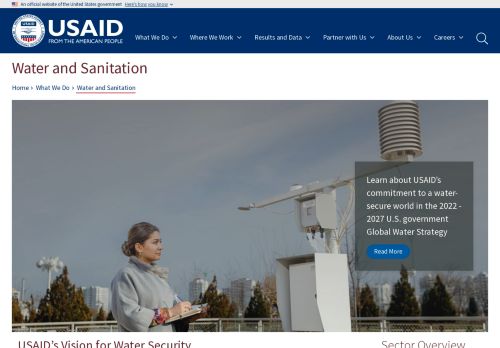 An official website of the United States government Here's how you know
USAID
FROM THE AMERICAN PEOPLE
What We Do
Where We Work
Results and Data
Partner with Us
About Us
Careers
Water and Sanitation
Home › What We Do › Water and Sanitation
Learn about USAID's
commitment to a water-
secure world in the 2022 -
2027 U.S. government
Global Water Strategy
Read More
USAID's Vision for Water Security
Sector Overview